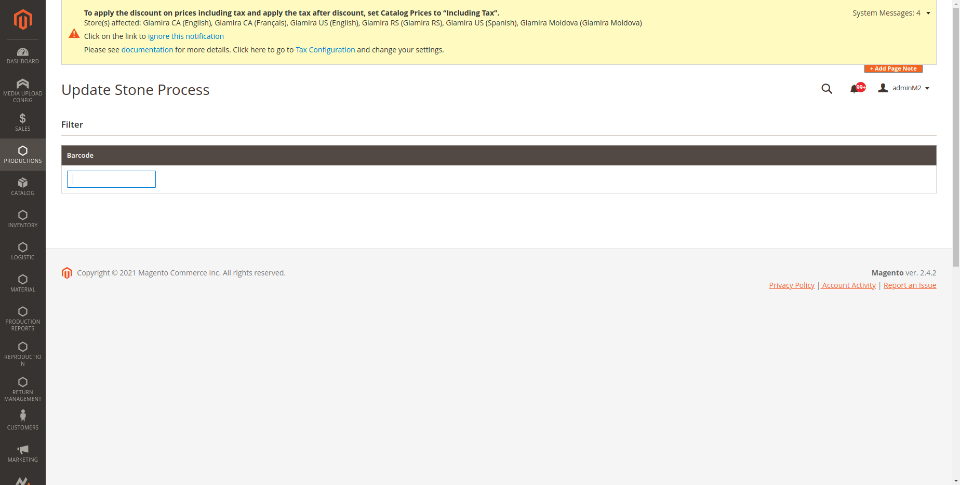 To apply the discount on prices including tax and apply the tax after discount, set Catalog Prices to "Including Tax".
Store(s) affected: Glamira CA (English), Glamira CA (Français), Glamira US (English), Glamira RS (Glamira RS), Glamira US (Spanish), Glamira Moldova (Glamira Moldova)
Click on the link to ignore this notification
Please see documentation for more details. Click here to go to Tax Configuration and change your settings.
System Messages: 4
+ Add Page Note
Update Stone Process
99+
adminM2
Filter
Barcode
DASHBOARD
MEDIA UPLOAD
CONFIG
SALES
PRODUCTIONS
CATALOG
INVENTORY
LOGISTIC
MATERIAL
PRODUCTION
REPORTS
REPRODUCTIO
N
RETURN
MANAGEMENT
CUSTOMERS
MARKETING
Copyright © 2021 Magento Commerce Inc. All rights reserved.
Magento ver. 2.4.2
Privacy Policy | Account Activity | Report an Issue